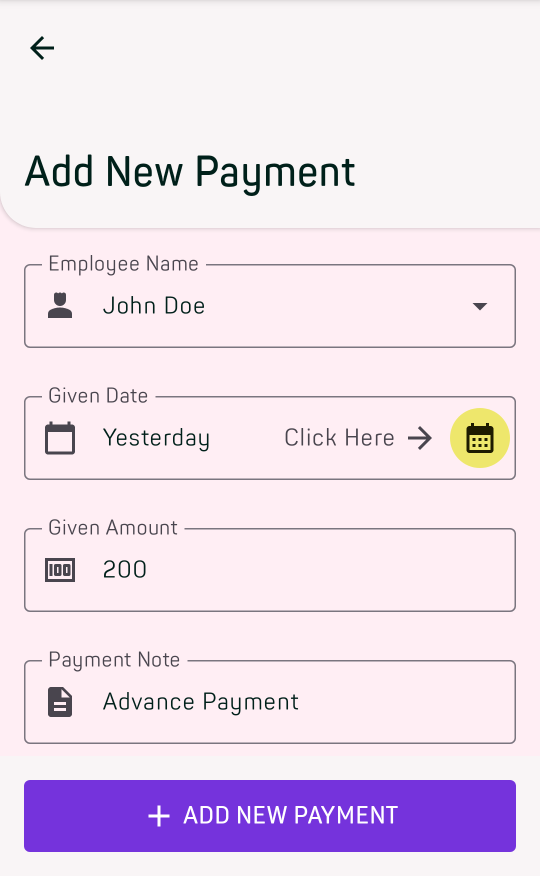 Add New Payment
Employee Name
John Doe
Given Date
Yesterday Click Here
Given Amount
100 200
Payment Note
Advance Payment
ADD NEW PAYMENT